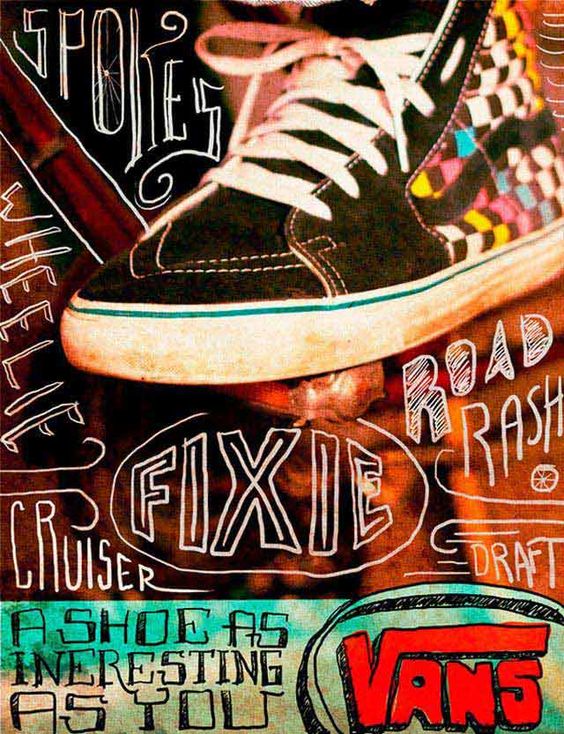 SPOKES
WHEELIE
ROAD
RASH
FIXIE
CRUISER
DRAFT
A SHOE AS
INERESTING
AS YOU
VANS